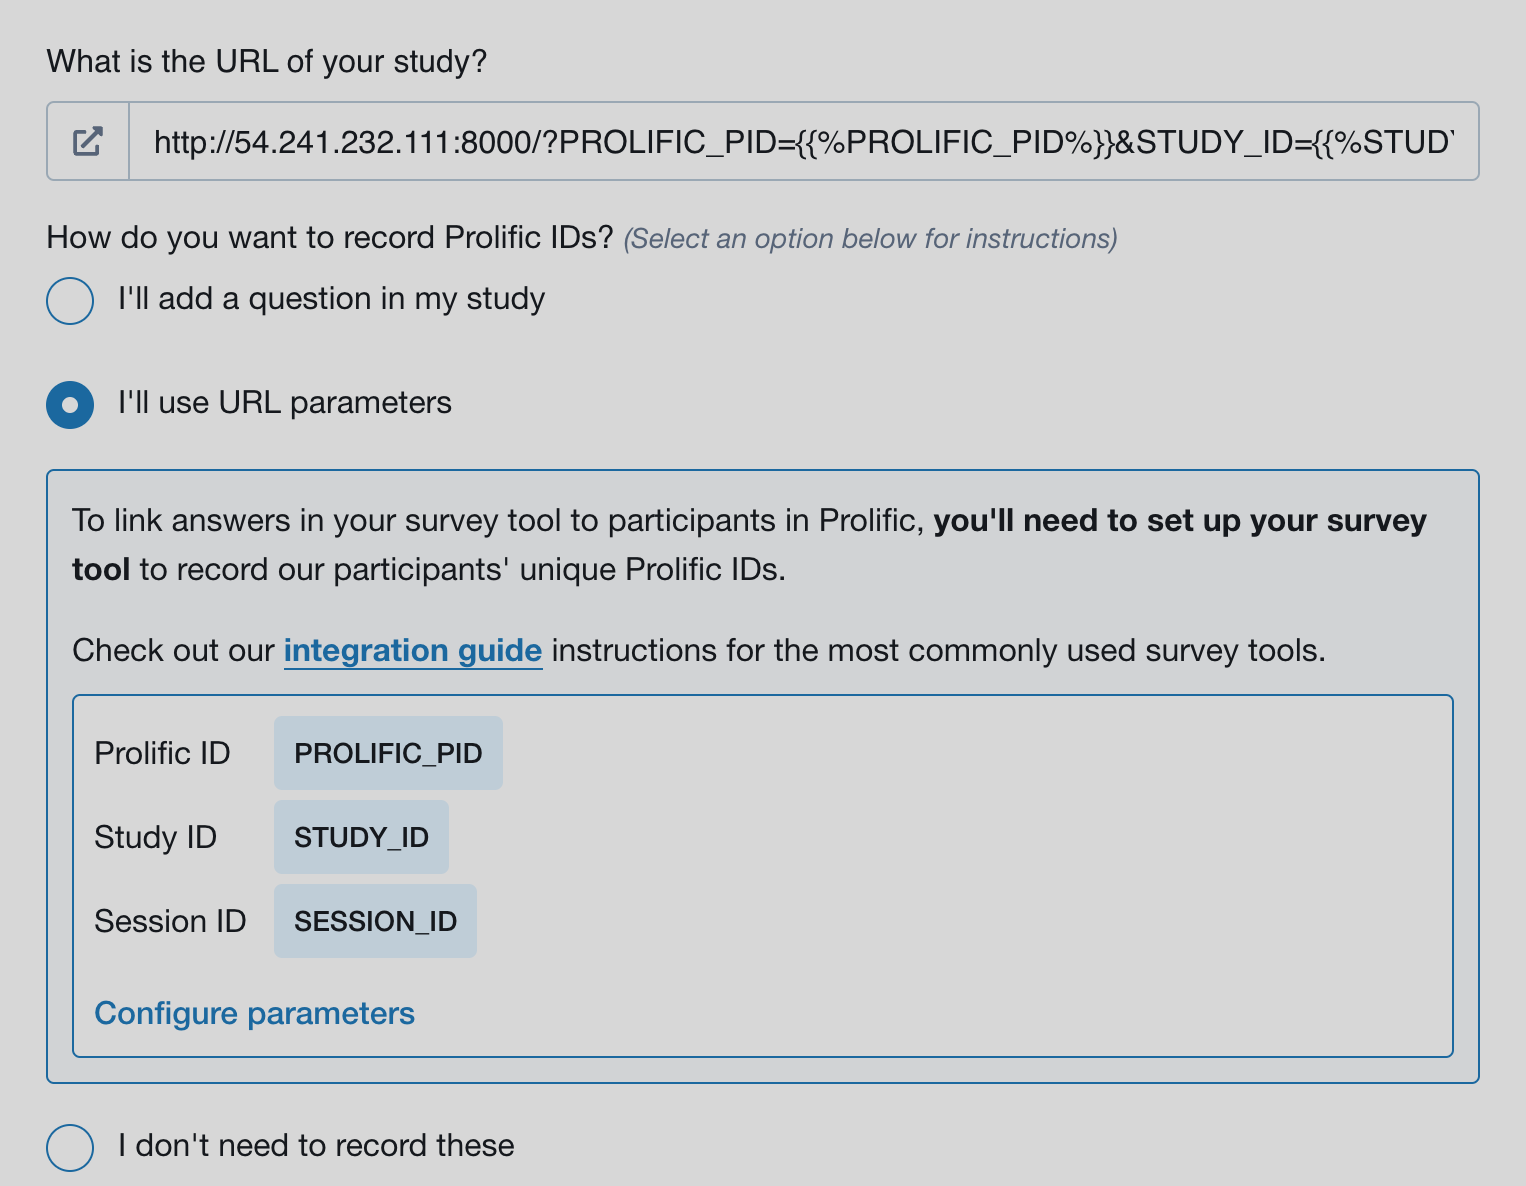 What is the URL of your study?
http://54.241.232.111:8000/?PROLIFIC_PID={{%PROLIFIC_PID%}}&STUDY_ID={{%STUD
How do you want to record Prolific IDs? (Select an option below for instructions)
I'll add a question in my study
I'll use URL parameters
To link answers in your survey tool to participants in Prolific, you'll need to set up your survey
tool to record our participants' unique Prolific IDs.
Check out our integration guide instructions for the most commonly used survey tools.
Prolific ID PROLIFIC_PID
Study ID STUDY_ID
Session ID SESSION_ID
Configure parameters
I don't need to record these